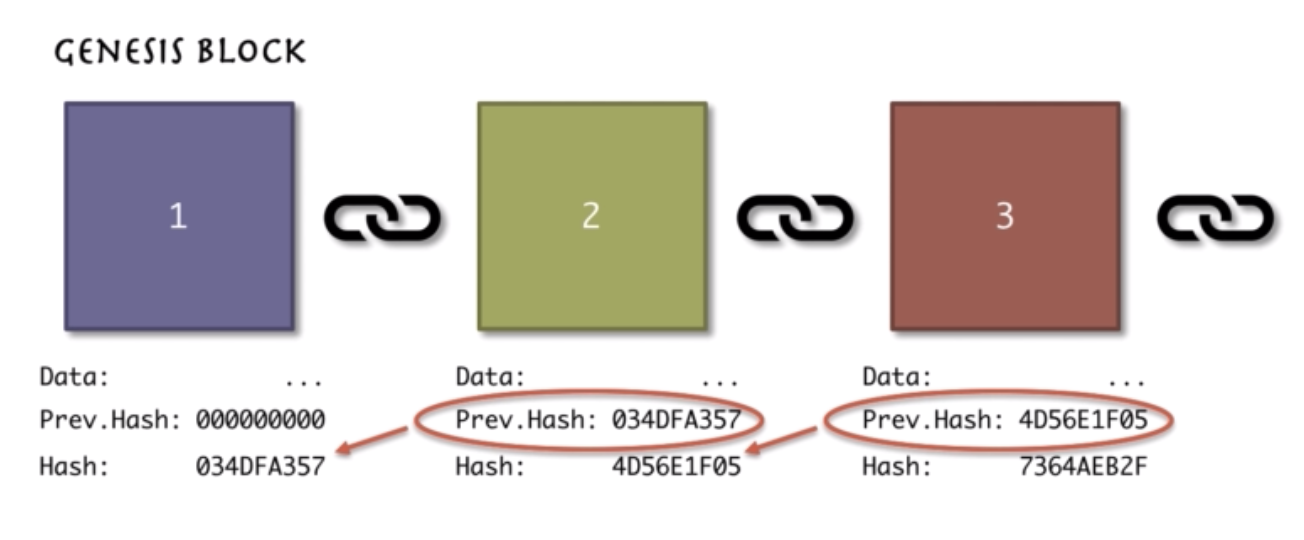 GENESIS BLOCK
1
2
3
Data: ...
Prev.Hash: 000000000
Hash: 034DFA357
Data: ...
Prev.Hash: 034DFA357
Hash: 4D56E1F05
Data: ...
Prev.Hash: 4D56E1F05
Hash: 7364AEB2F